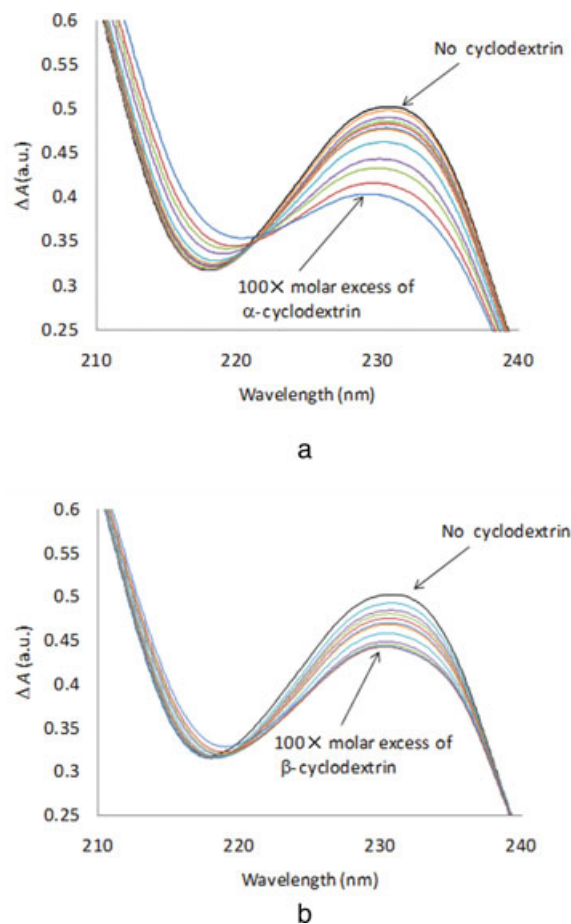 0.6
0.55
0.5
0.45
0.4
0.35
0.3
0.25
ΔA (a.u.)
No cyclodextrin
100× molar excess of
α-cyclodextrin
210 220 230 240
Wavelength (nm)
a
0.6
0.55
0.5
0.45
0.4
0.35
0.3
0.25
ΔA (a.u.)
No cyclodextrin
100× molar excess of
β-cyclodextrin
210 220 230 240
Wavelength (nm)
b